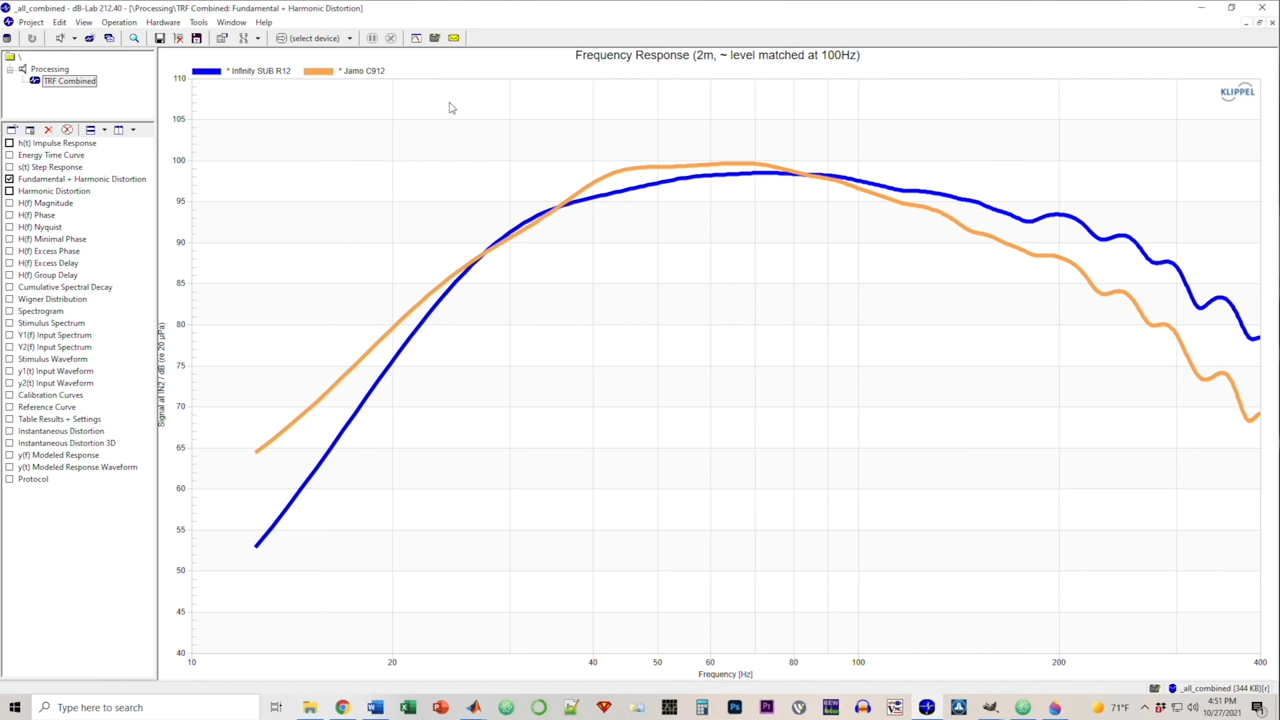 _all_combined - dB-Lab 212.40 - [\Processing\TRF Combined: Fundamental + Harmonic Distortion]
Project Edit View Operation Hardware Tools Window Help
(select device)
\
Processing
TRF Combined
h(t) Impulse Response
Energy Time Curve
s(t) Step Response
Fundamental + Harmonic Distortion
Harmonic Distortion
H(f) Magnitude
H(f) Phase
H(f) Nyquist
H(f) Minimal Phase
H(f) Excess Phase
H(f) Excess Delay
H(f) Group Delay
Cumulative Spectral Decay
Wigner Distribution
Spectrogram
Stimulus Spectrum
Y1(f) Input Spectrum
Y2(f) Input Spectrum
Stimulus Waveform
y1(t) Input Waveform
y2(t) Input Waveform
Calibration Curves
Reference Curve
Table Results + Settings
Instantaneous Distortion
Instantaneous Distortion 3D
y(f) Modeled Response
y(t) Modeled Response Waveform
Protocol
Frequency Response (2m, ~ level matched at 100Hz)
* Infinity SUB R12 * Jamo C912
KLIPPEL
Signal at IN2 / dB (re 20 µPa)
110
105
100
95
90
85
80
75
70
65
60
55
50
45
40
10 20 40 50 60 80 100 200 400
Frequency [Hz]
_all_combined (344 KB)[r]
Type here to search
71°F
4:51 PM
10/27/2021